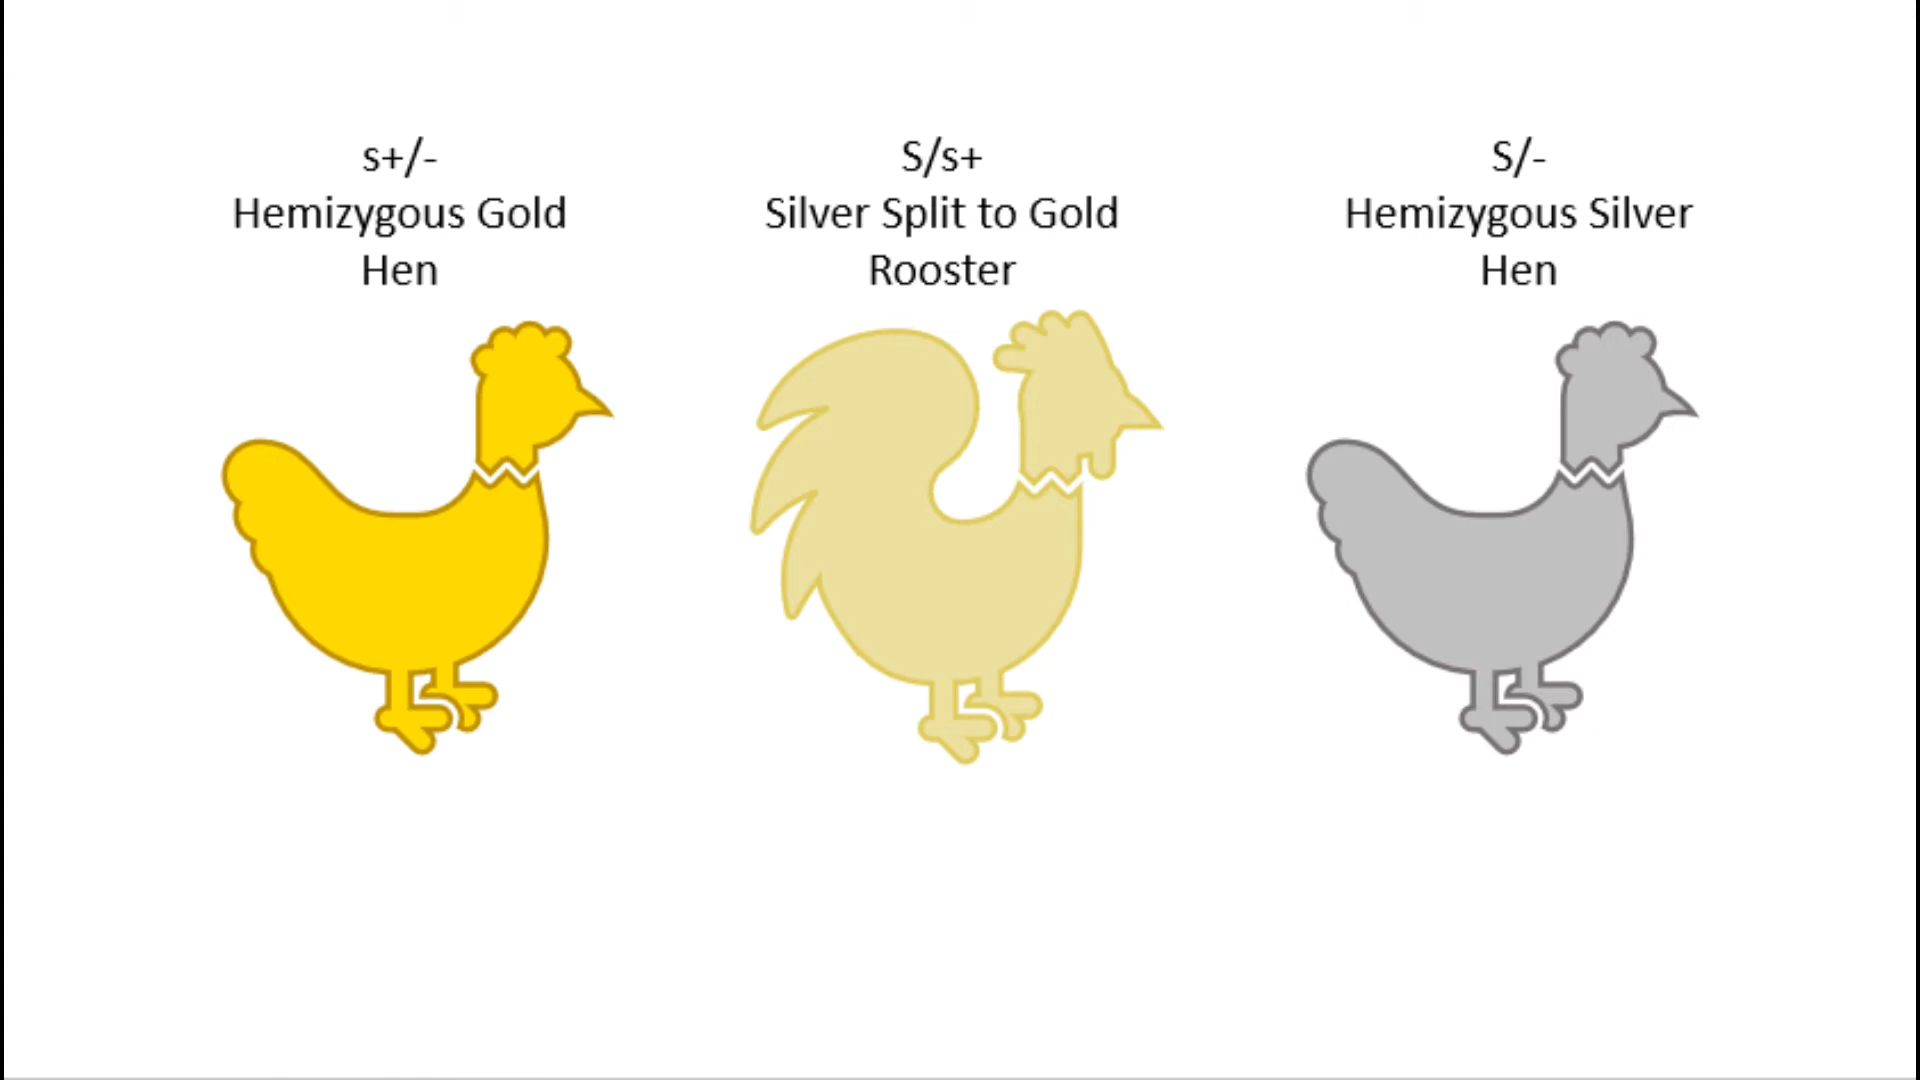 s+/-
Hemizygous Gold
Hen
S/s+
Silver Split to Gold
Rooster
S/-
Hemizygous Silver
Hen